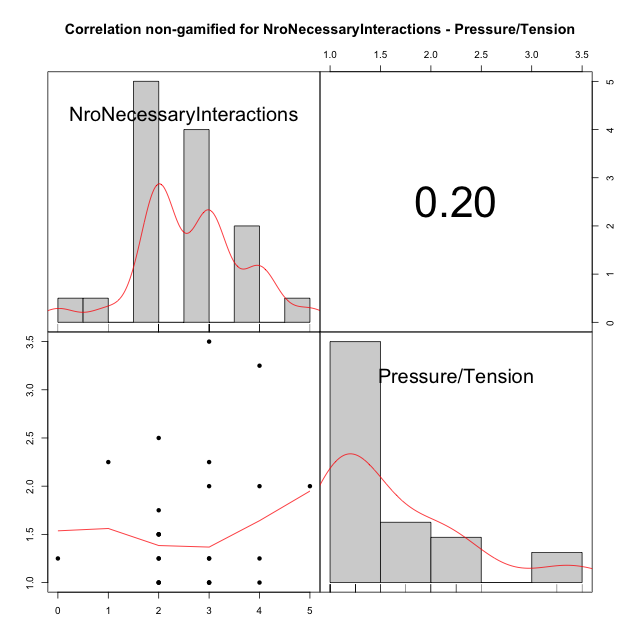 Correlation non-gamified for NroNecessaryInteractions - Pressure/Tension
1.0 1.5 2.0 2.5 3.0 3.5
NroNecessaryInteractions
0.20
5
4
3
2
1
0
3.5
3.0
2.5
2.0
1.5
1.0
Pressure/Tension
0 1 2 3 4 5